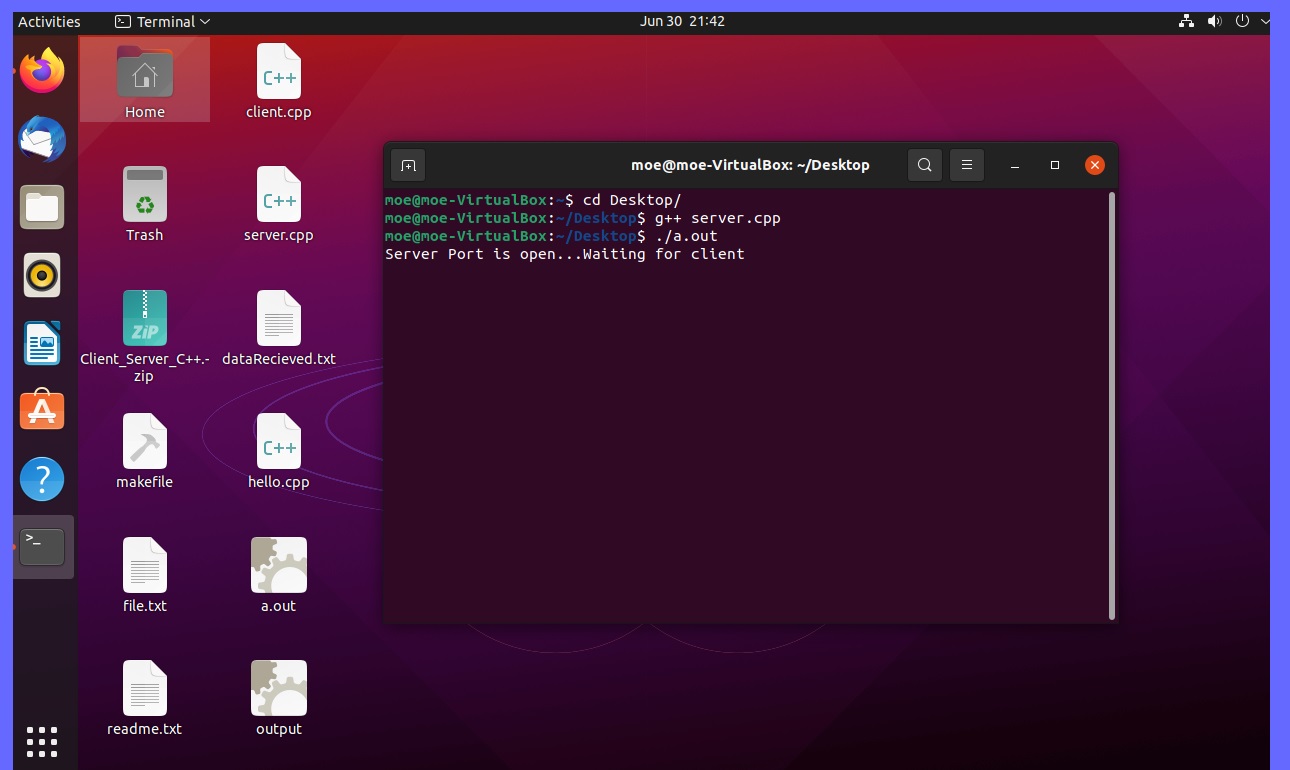 Activities Terminal Jun 30 21:42
Home client.cpp
moe@moe-VirtualBox: ~/Desktop
moe@moe-VirtualBox:~$ cd Desktop/
moe@moe-VirtualBox:~/Desktop$ g++ server.cpp
moe@moe-VirtualBox:~/Desktop$ ./a.out
Server Port is open...Waiting for client
C++
Trash server.cpp
C++
ZiP
Client_Server_C++.-
zip
dataRecieved.txt
makefile hello.cpp
C++
file.txt a.out
readme.txt output
>_
?